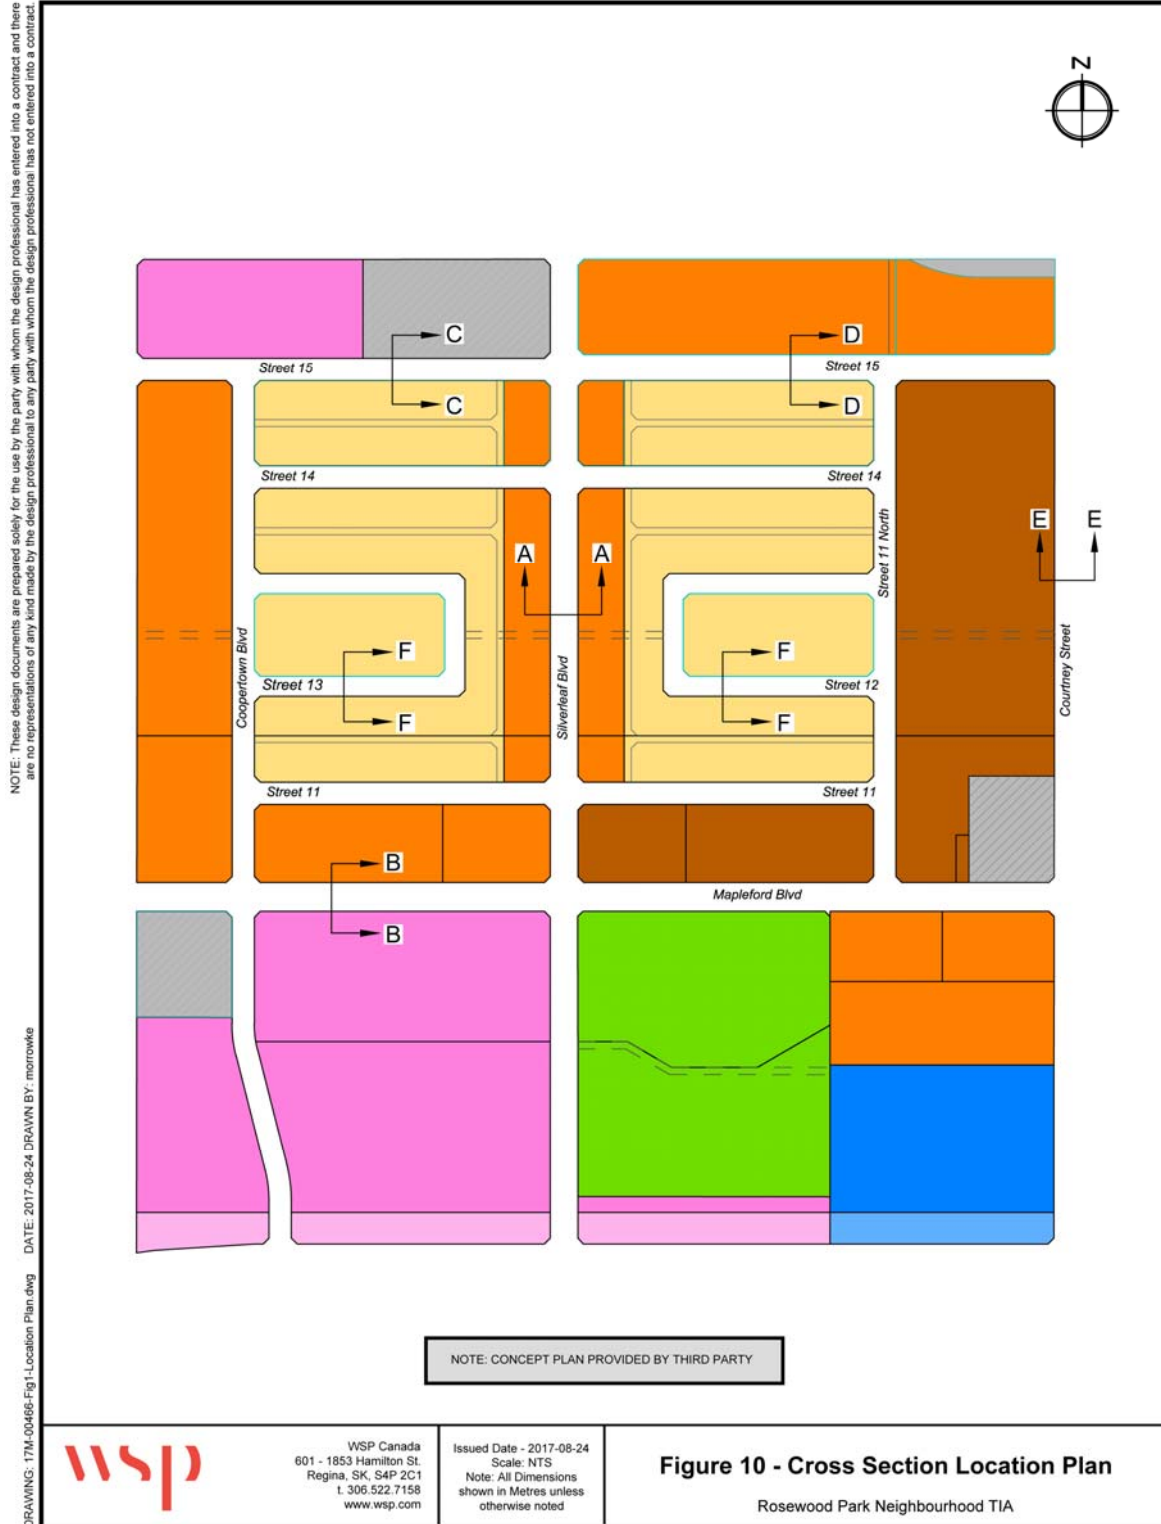 NOTE: These design documents are prepared solely for the use by the party with whom the design professional has entered into a contract and there
are no representations of any kind made by the design professional to any party with whom the design professional has not entered into a contract.
DRAWING: 17M-00466-Fig1-Location Plan.dwg DATE: 2017-08-24 DRAWN BY: morrowke
N
C
D
Street 15
Street 15
C
D
Street 14
Street 14
E
E
Street 11 North
A
A
Coopertown Blvd
F
F
Silverleaf Blvd
Courtney Street
Street 13
Street 12
F
F
Street 11
Street 11
B
Mapleford Blvd
B
NOTE: CONCEPT PLAN PROVIDED BY THIRD PARTY
wsp
WSP Canada
601 - 1853 Hamilton St.
Regina, SK, S4P 2C1
t. 306.522.7158
www.wsp.com
Issued Date - 2017-08-24
Scale: NTS
Note: All Dimensions
shown in Metres unless
otherwise noted
Figure 10 - Cross Section Location Plan
Rosewood Park Neighbourhood TIA